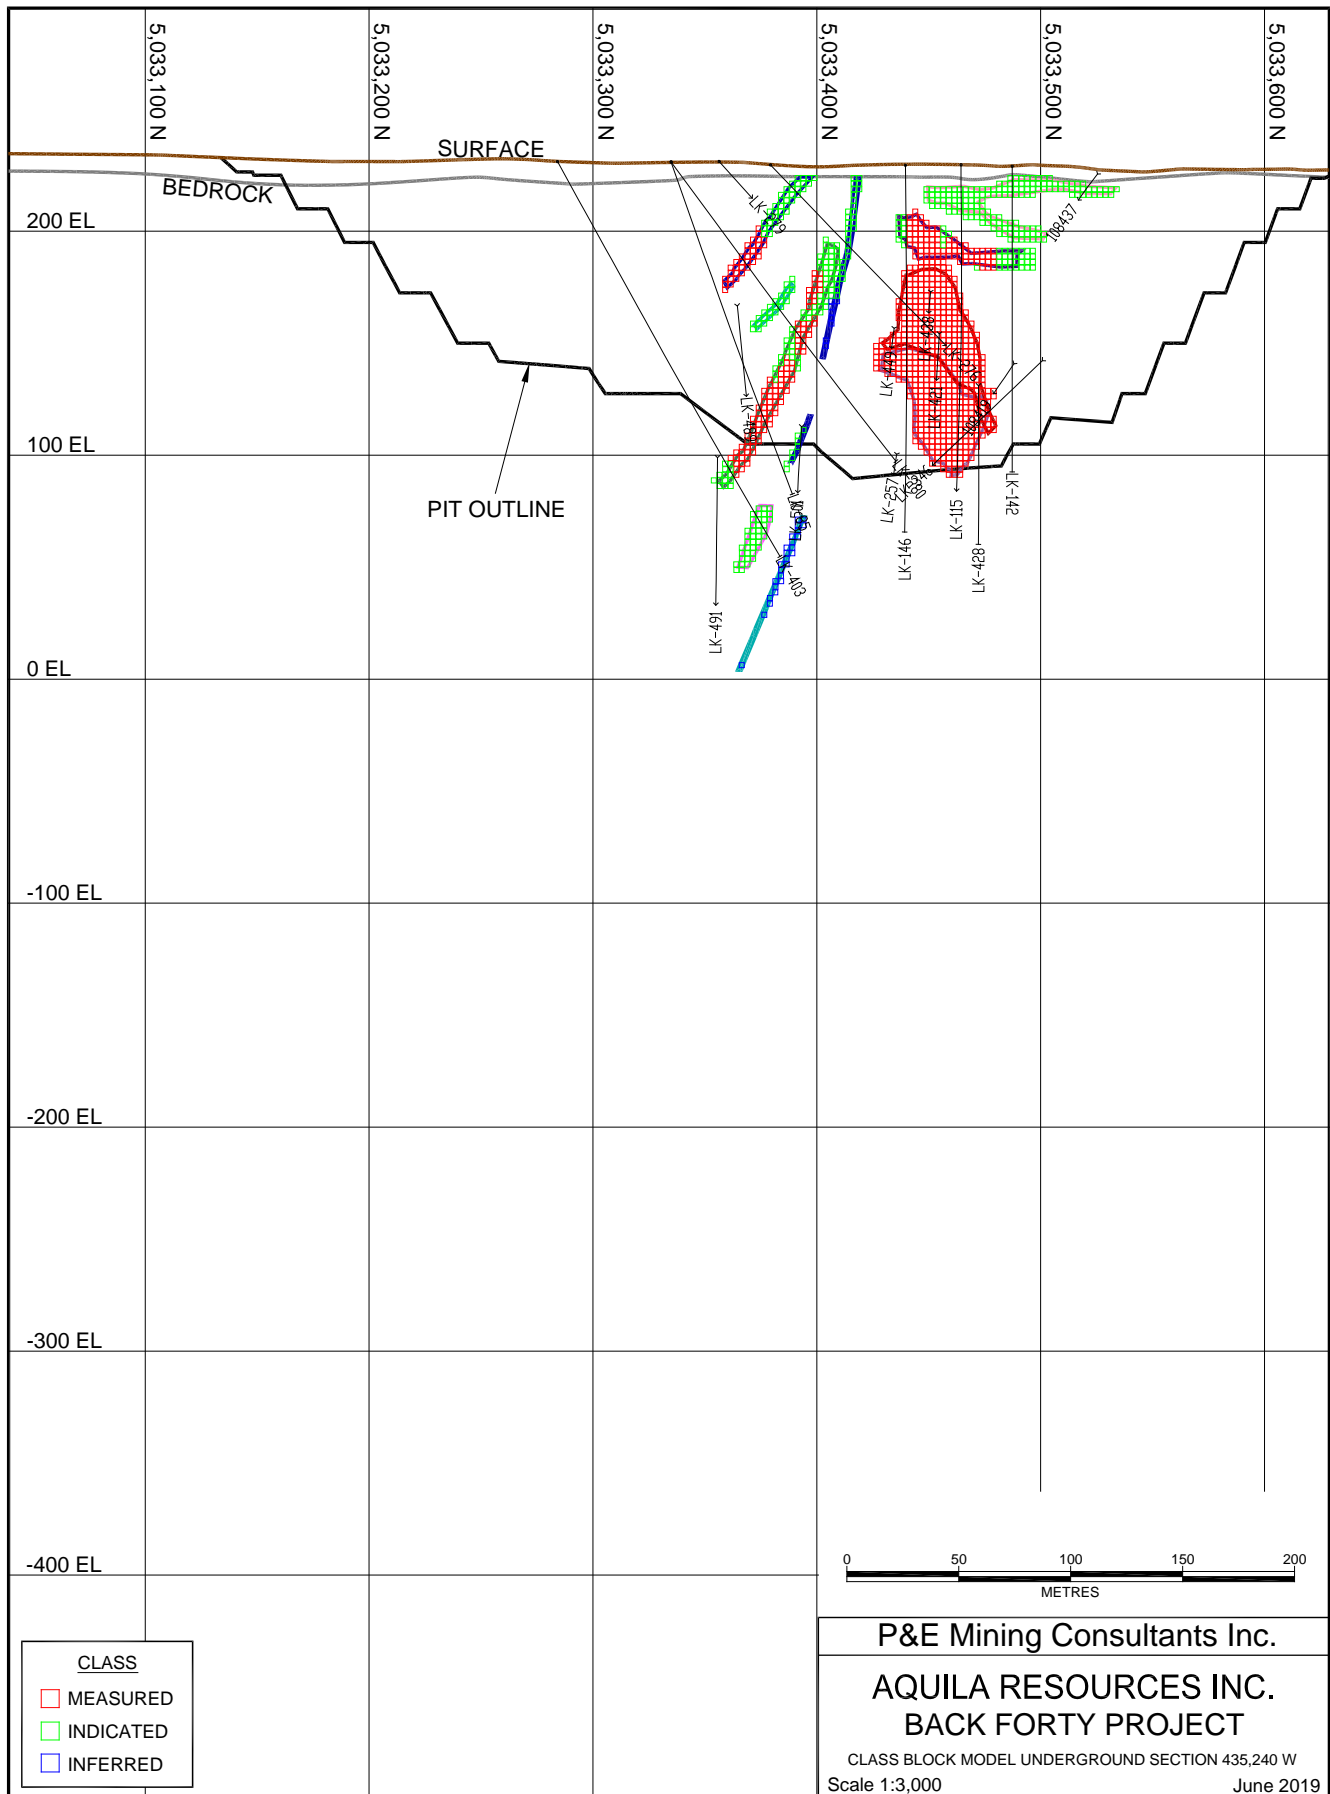 5,033,100 N
5,033,200 N
5,033,300 N
5,033,400 N
5,033,500 N
5,033,600 N
SURFACE
BEDROCK
108437
200 EL
LK-449
LK-421
100 EL
PIT OUTLINE
LK-257
LK-146
LK-115
LK-142
LK-428
LK-491
0 EL
-100 EL
-200 EL
-300 EL
-400 EL
0 50 100 150 200
METRES
CLASS
MEASURED
INDICATED
INFERRED
P&E Mining Consultants Inc.
AQUILA RESOURCES INC.
BACK FORTY PROJECT
CLASS BLOCK MODEL UNDERGROUND SECTION 435,240 W
Scale 1:3,000
June 2019